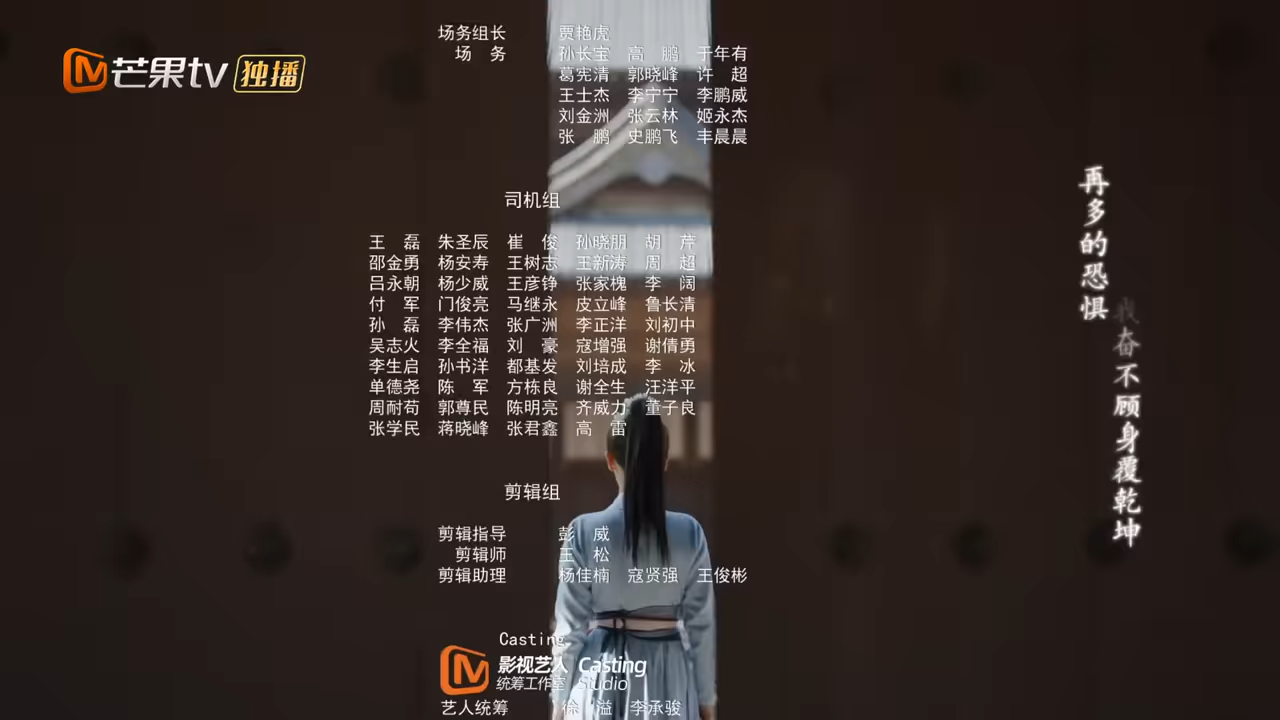 芒果tv 独播
场务组长 贾艳虎
场 务 孙长宝 高 鹏 于年有
葛宪清 郭晓峰 许 超
王士杰 李宁宁 李鹏威
刘金洲 张云林 姬永杰
张 鹏 史鹏飞 丰晨晨
司机组
王 磊 朱圣辰 崔 俊 孙晓朋 胡 芹
邵金勇 杨安寿 王树志 王新涛 周 超
吕永朝 杨少威 王彦铮 张家槐 李 阔
付 军 门俊亮 马继永 皮立峰 鲁长清
孙 磊 李伟杰 张广洲 李正洋 刘初中
吴志火 李全福 刘 豪 寇增强 谢倩勇
李生启 孙书洋 都基发 刘培成 李 冰
单德尧 陈 军 方栋良 谢全生 汪洋平
周耐苟 郭尊民 陈明亮 齐威力 董子良
张学民 蒋晓峰 张君鑫 高 雷
剪辑组
剪辑指导 彭 威
剪辑师 王 松
剪辑助理 杨佳楠 寇贤强 王俊彬
Casting
影视艺人 Casting
统筹工作室 Studio
艺人统筹 徐 溢 李承骏
再多的恐惧
我奋不顾身覆乾坤